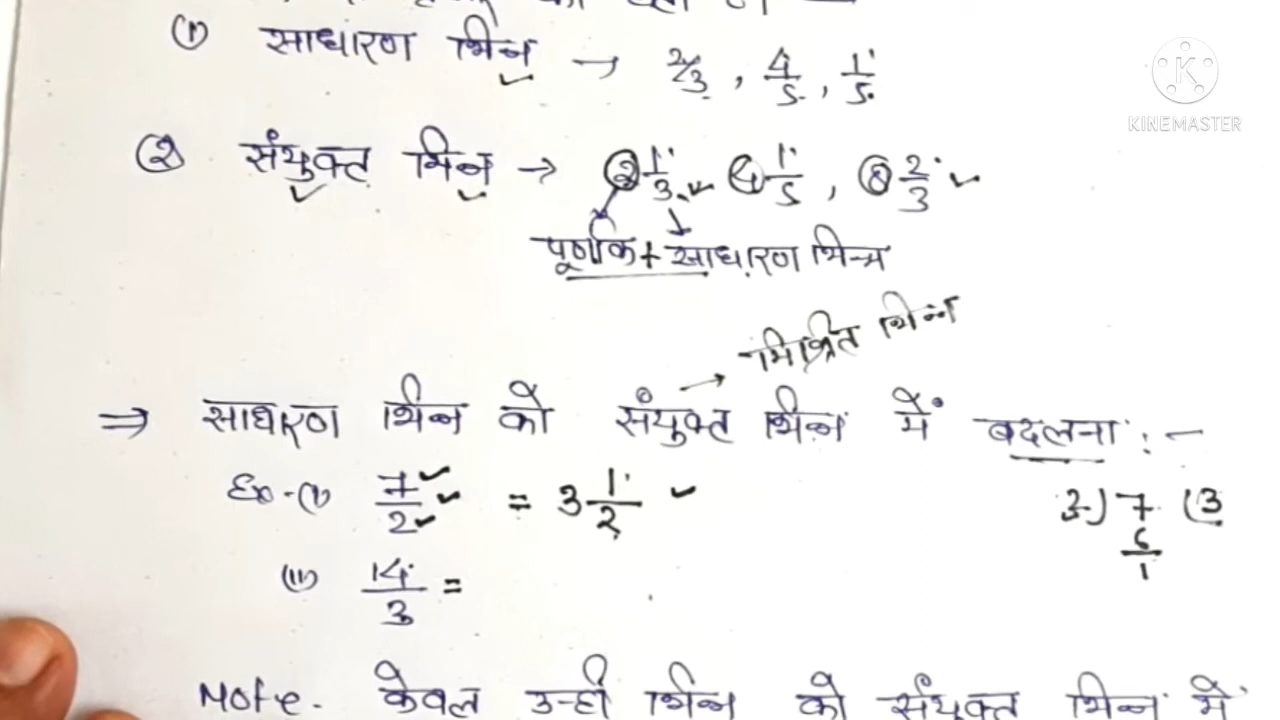 ① साधारण भिन्न → 2/3 , 4/5 , 1/5
KINEMASTER
② संयुक्त भिन्न → 2 1/3 , 4 1/5 , 8 2/3
पूर्णांक + साधारण भिन्न
→ मिश्रित भिन्न
⇒ साधारण भिन्न को संयुक्त भिन्न में बदलना :-
Ex-(i) 7/2 = 3 1/2 2) 7 (3
6
1
(ii) 14/3 =
Note. केवल उन्ही भिन्न को संयुक्त भिन्न में